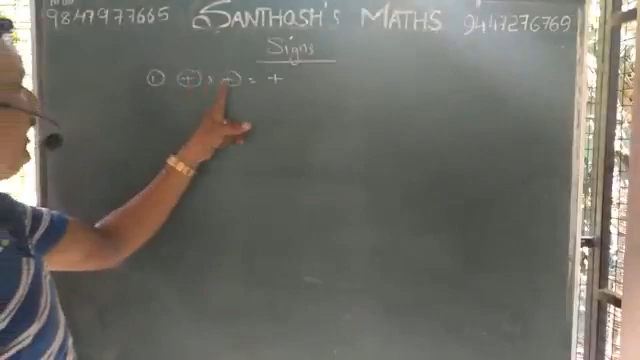 9847977665 SANTHOSH'S MATHS 9447276769
Signs
① ⊕ × ⊕ = +